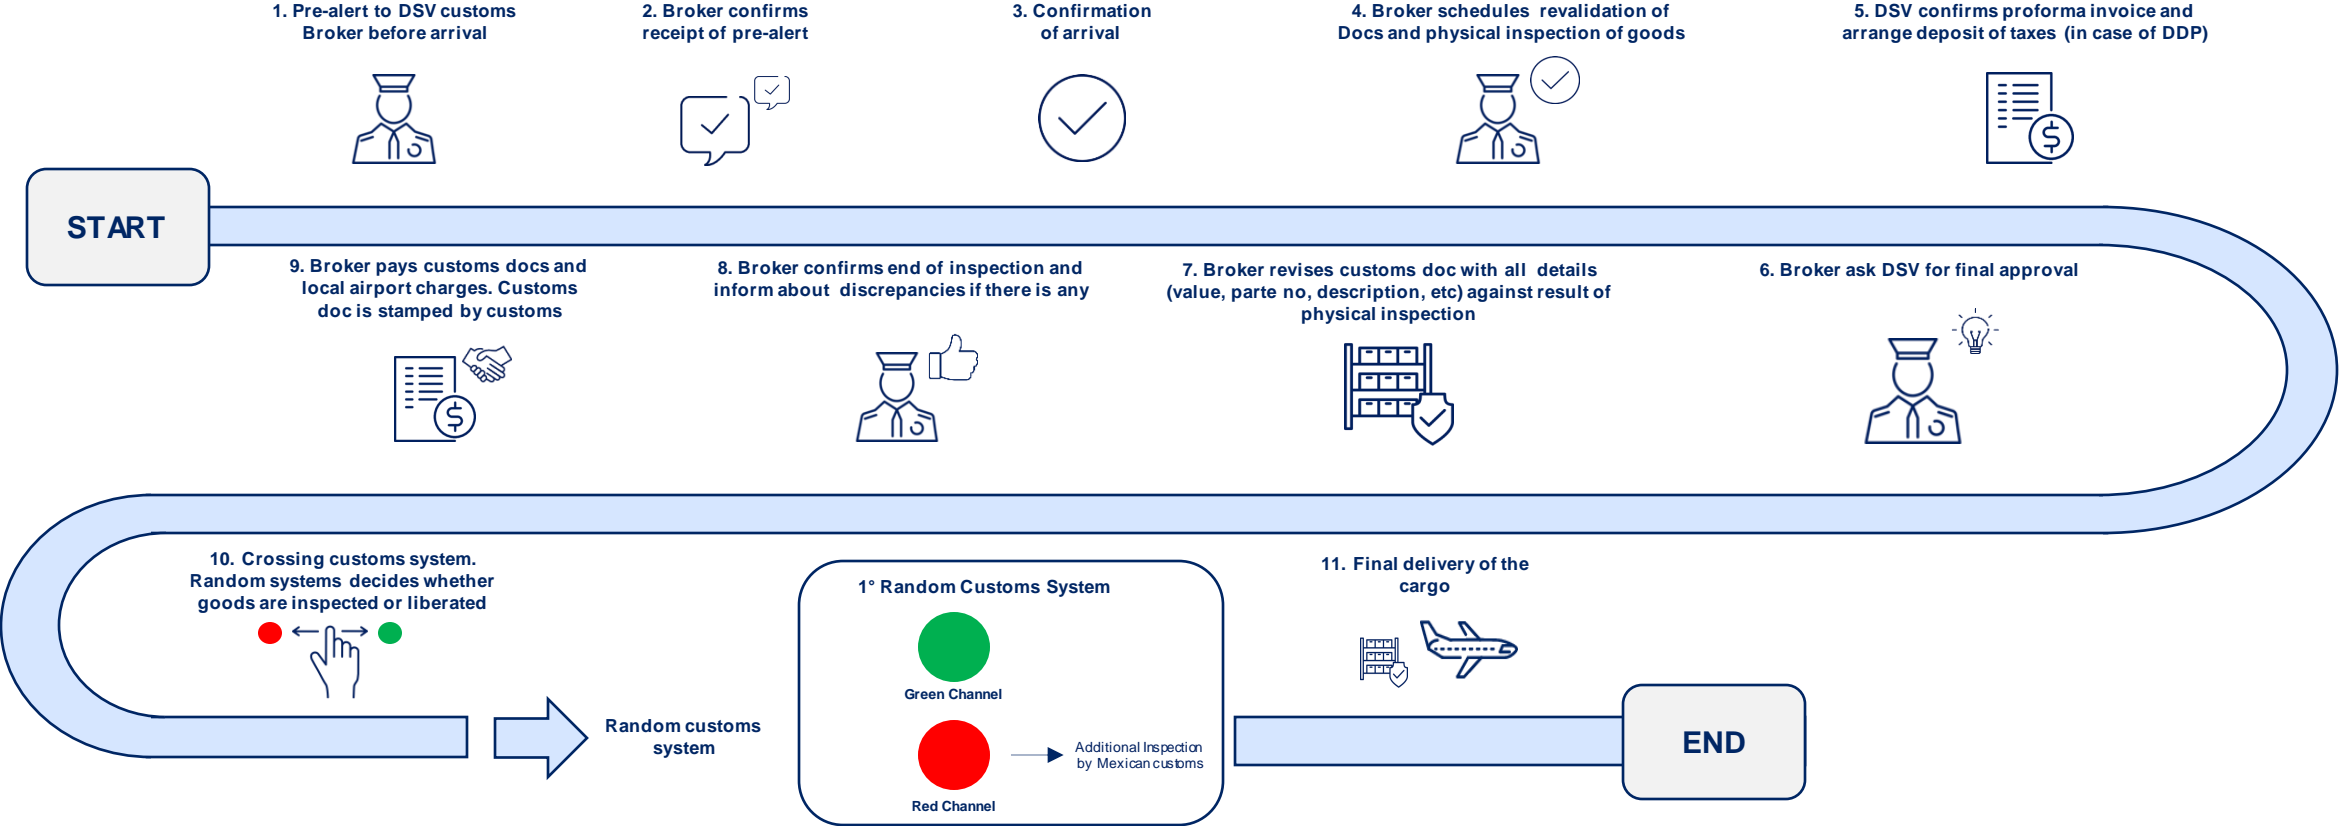 1. Pre-alert to DSV customs
Broker before arrival
2. Broker confirms
receipt of pre-alert
3. Confirmation
of arrival
4. Broker schedules revalidation of
Docs and physical inspection of goods
5. DSV confirms proforma invoice and
arrange deposit of taxes (in case of DDP)
START
9. Broker pays customs docs and
local airport charges. Customs
doc is stamped by customs
8. Broker confirms end of inspection and
inform about discrepancies if there is any
7. Broker revises customs doc with all details
(value, parte no, description, etc) against result of
physical inspection
6. Broker ask DSV for final approval
10. Crossing customs system.
Random systems decides whether
goods are inspected or liberated
Random customs
system
1° Random Customs System
Green Channel
Red Channel
Additional Inspection
by Mexican customs
11. Final delivery of the
cargo
END